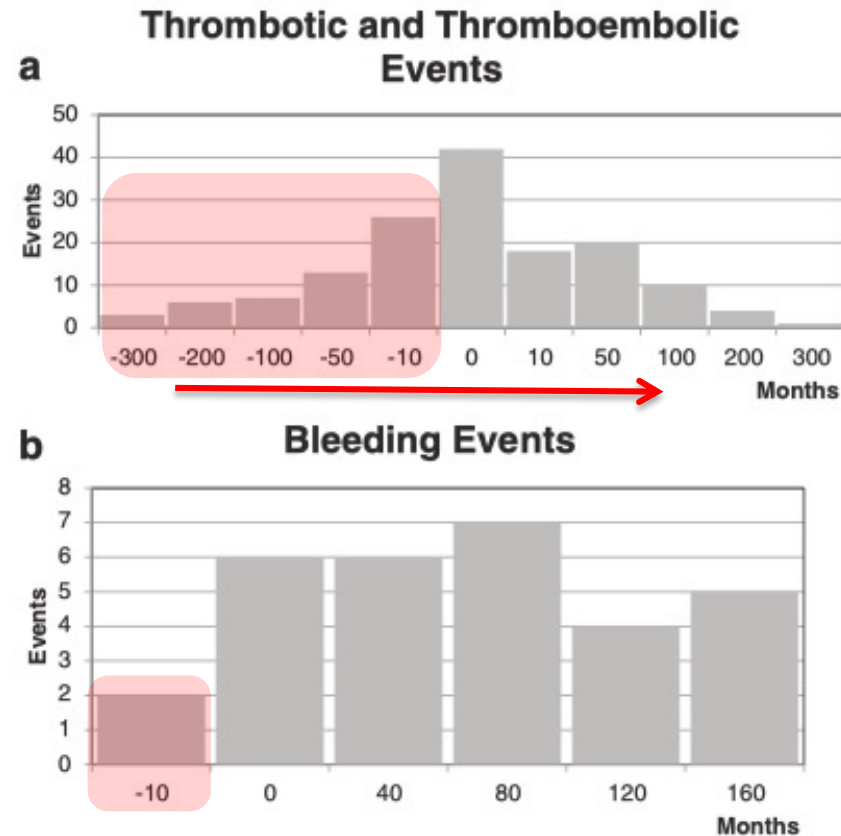 Thrombotic and Thromboembolic
a
Events
50
40
30
20
10
0
Events
-300 -200 -100 -50 -10 0 10 50 100 200 300
Months
b
Bleeding Events
8
7
6
5
4
3
2
1
0
Events
-10 0 40 80 120 160
Months